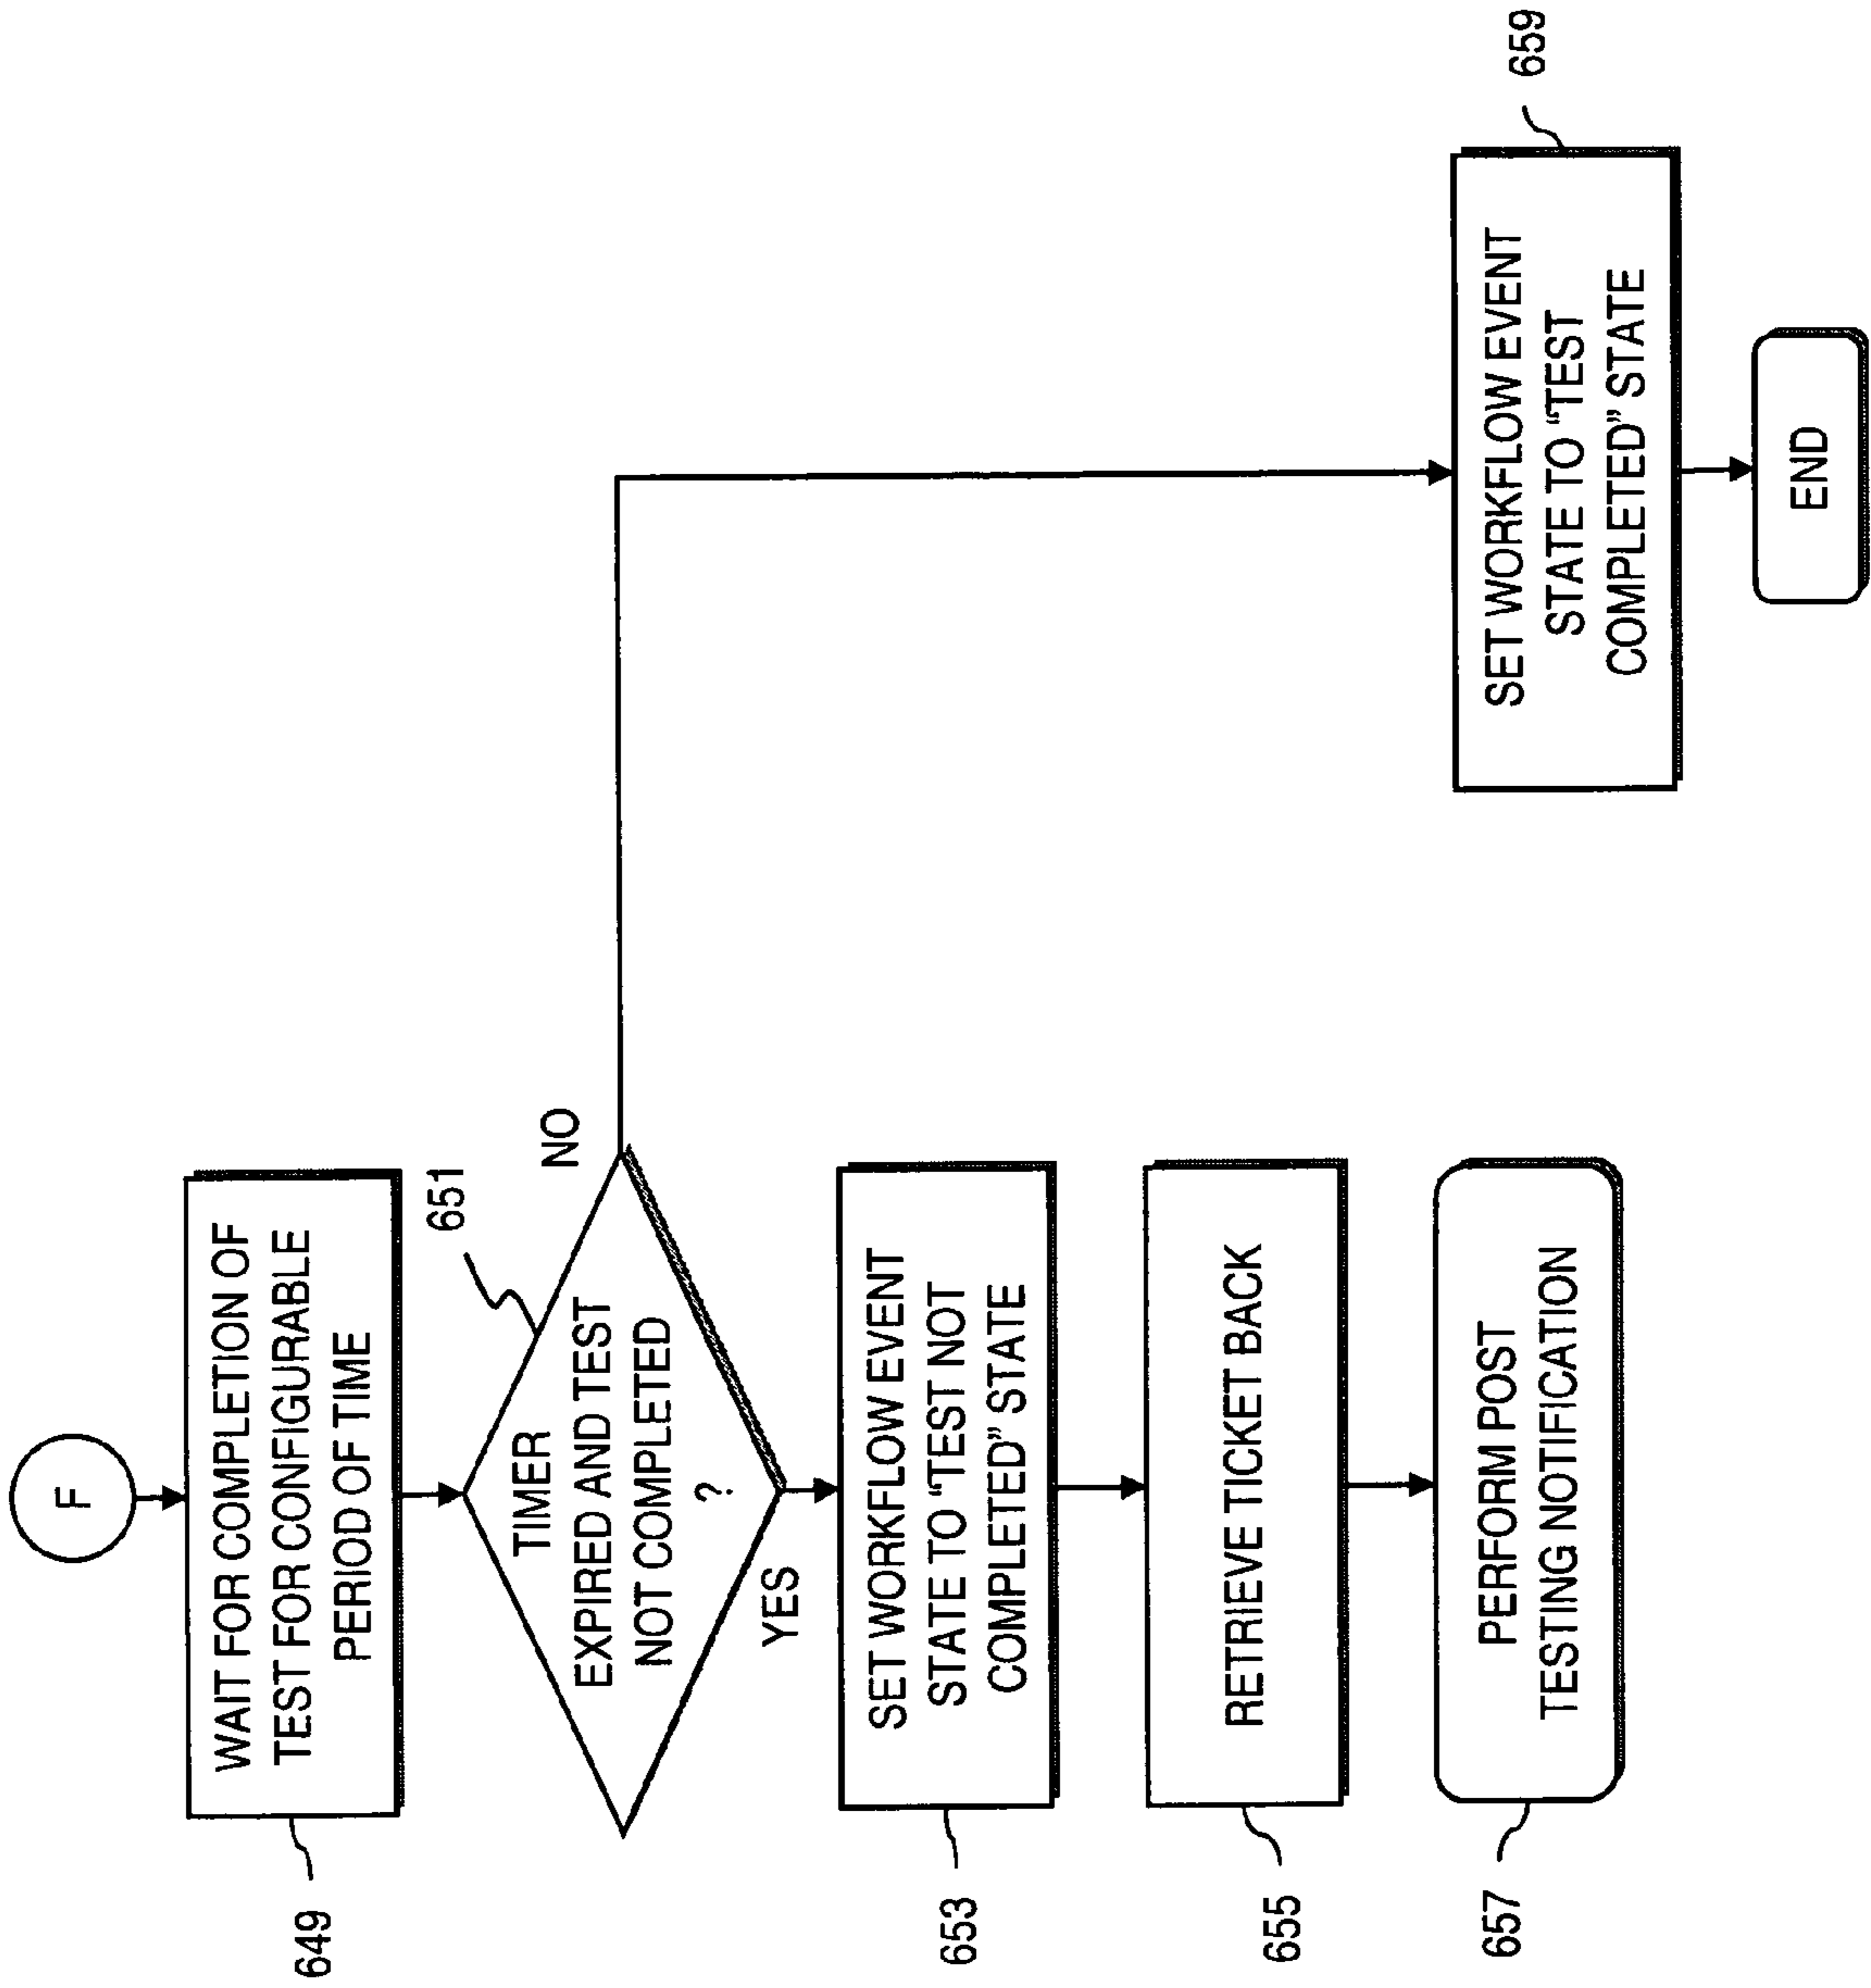 F
WAIT FOR COMPLETION OF
TEST FOR CONFIGURABLE
PERIOD OF TIME
649
TIMER
EXPIRED AND TEST
NOT COMPLETED
?
651
NO
YES
SET WORKFLOW EVENT
STATE TO "TEST NOT
COMPLETED" STATE
653
RETRIEVE TICKET BACK
655
PERFORM POST
TESTING NOTIFICATION
657
SET WORKFLOW EVENT
STATE TO "TEST
COMPLETED" STATE
659
END